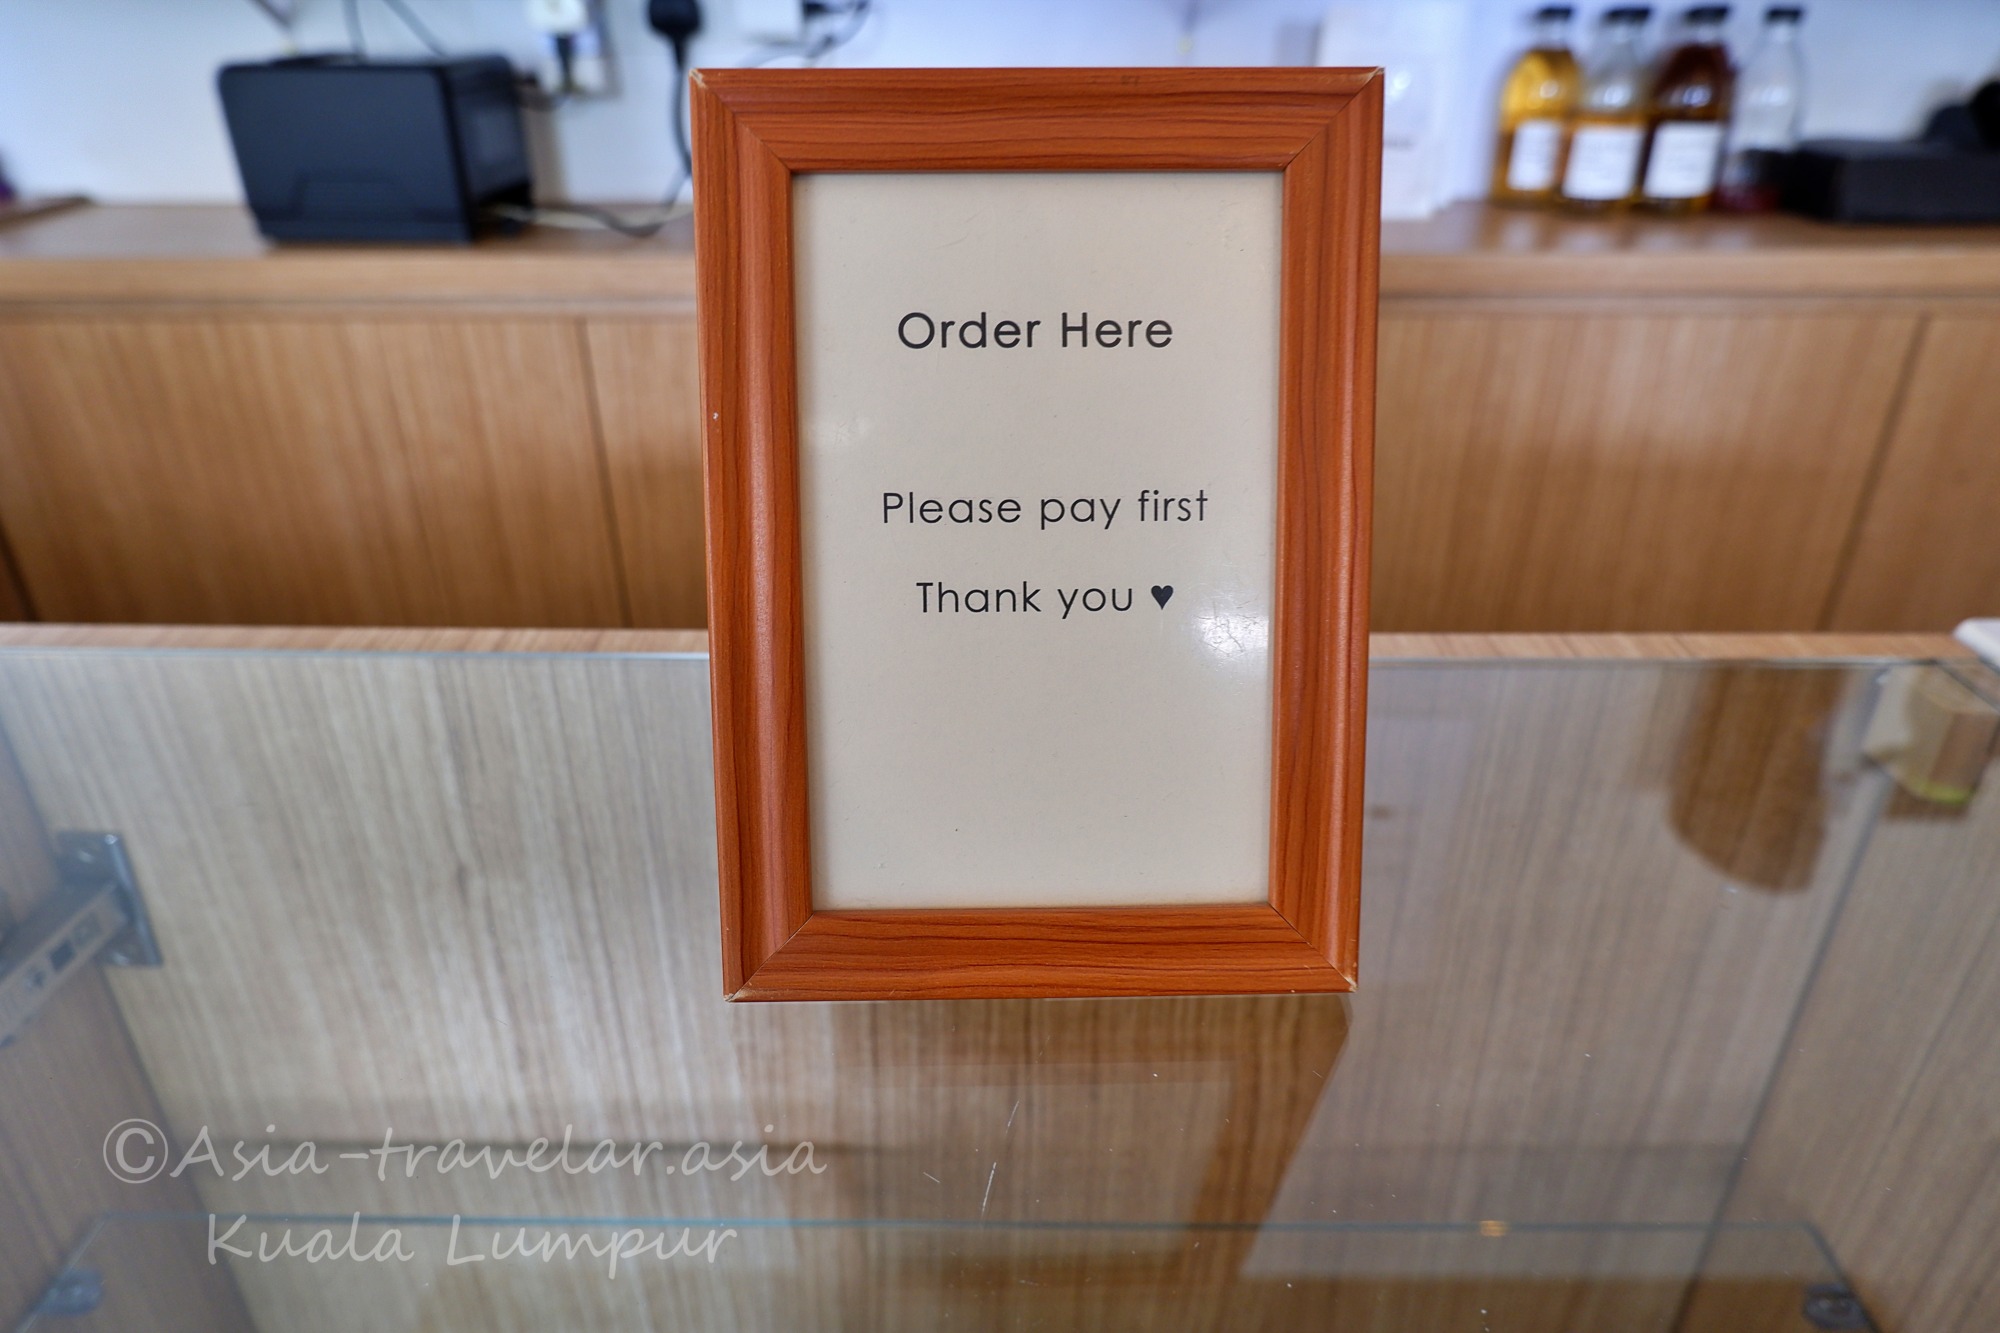 Order Here
Please pay first
Thank you ♥
©Asia-travelar.asia
Kuala Lumpur